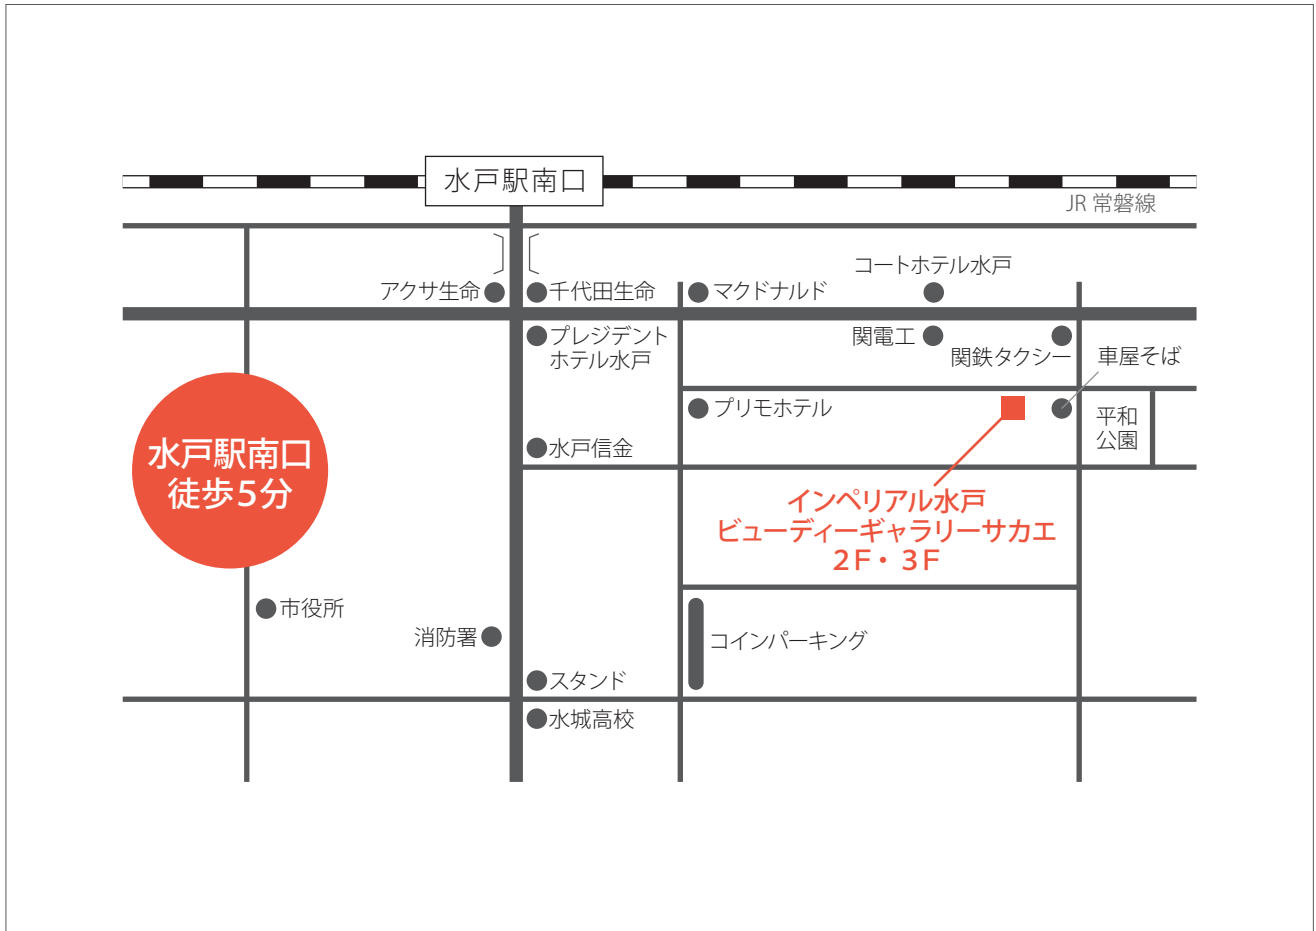 水戸駅南口
JR 常磐線
コートホテル水戸
アクサ生命
千代田生命
マクドナルド
プレジデント
ホテル水戸
関電工
関鉄タクシー
車屋そば
プリモホテル
平和
公園
水戸駅南口
徒歩5分
水戸信金
インペリアル水戸
ビューディーギャラリーサカエ
2F・3F
市役所
消防署
コインパーキング
スタンド
水城高校